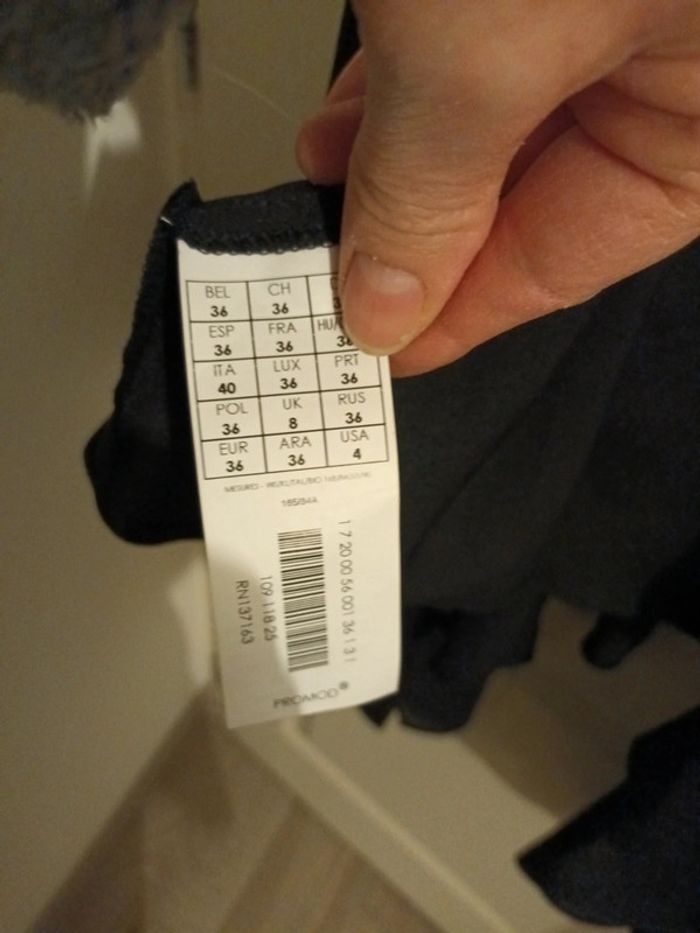 BEL CH
36 36
ESP FRA
36 36 36
ITA LUX PRT
40 36 36
POL UK RUS
36 8 36
EUR ARA USA
36 36 4
165/84A
1 7 20 00 56 001 36 1 3 1
109 118 25
RN137163
PROMOD®